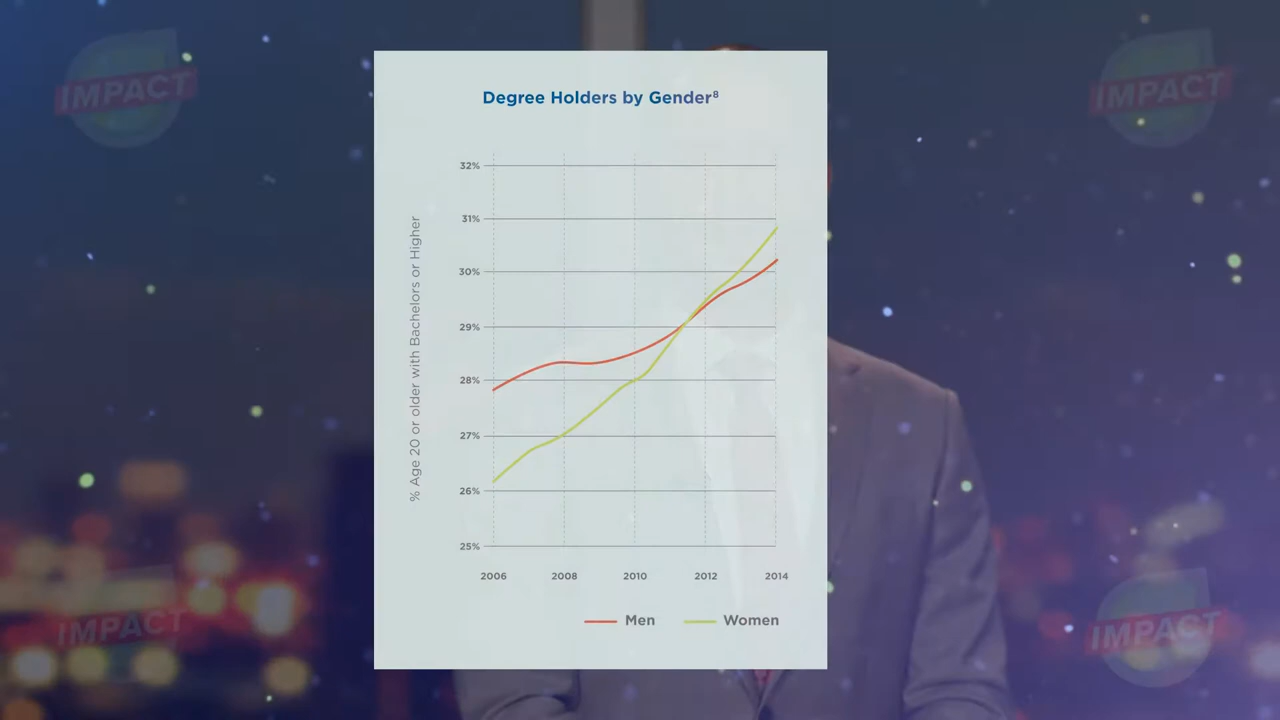 IMPACT
IMPACT
Degree Holders by Gender⁸
% Age 20 or older with Bachelors or Higher
32%
31%
30%
29%
28%
27%
26%
25%
2006 2008 2010 2012 2014
Men Women
IMPACT
IMPACT